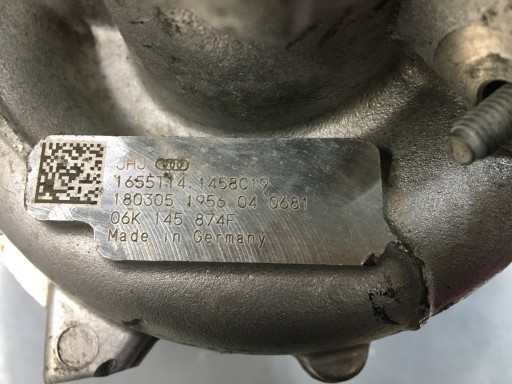 JHJ
1655114.1458C19
180305 1956 04 0681
06K 145 874F
Made in Germany